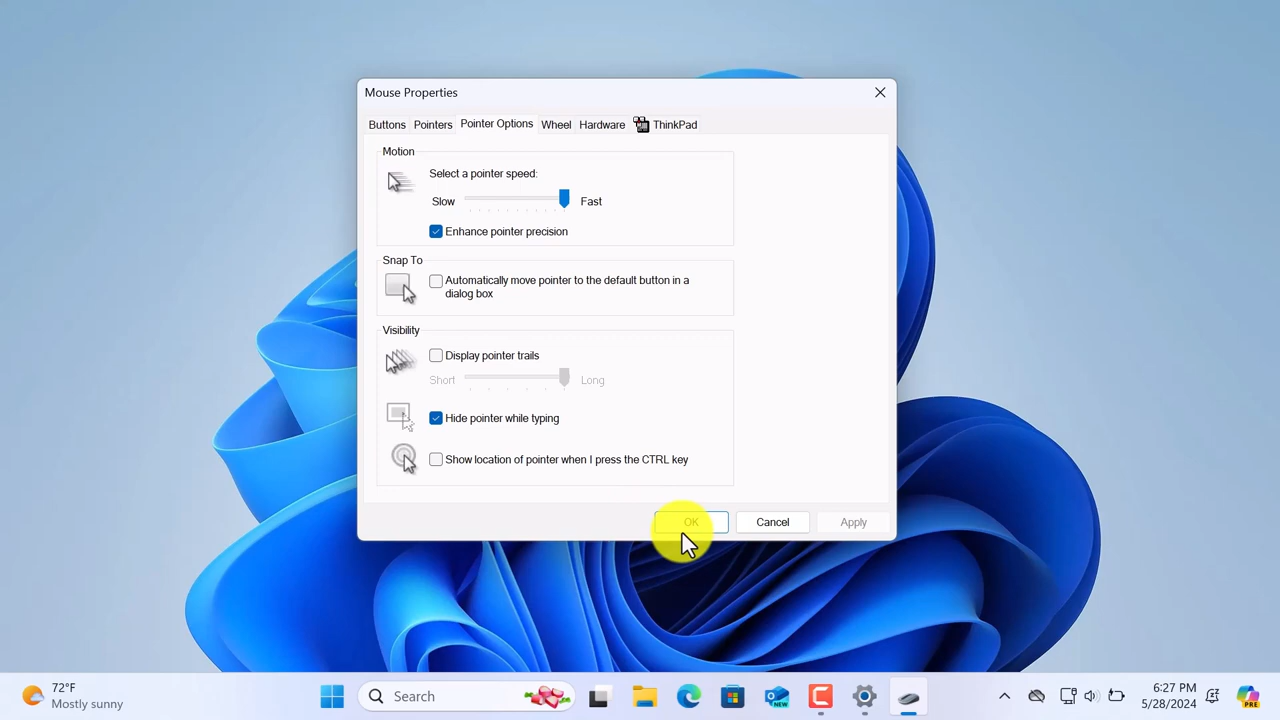 Mouse Properties
Buttons Pointers Pointer Options Wheel Hardware ThinkPad
Motion
Select a pointer speed:
Slow Fast
Enhance pointer precision
Snap To
Automatically move pointer to the default button in a
dialog box
Visibility
Display pointer trails
Short Long
Hide pointer while typing
Show location of pointer when I press the CTRL key
OK Cancel Apply
72°F
Mostly sunny
Search
NEW
6:27 PM
5/28/2024
PRE